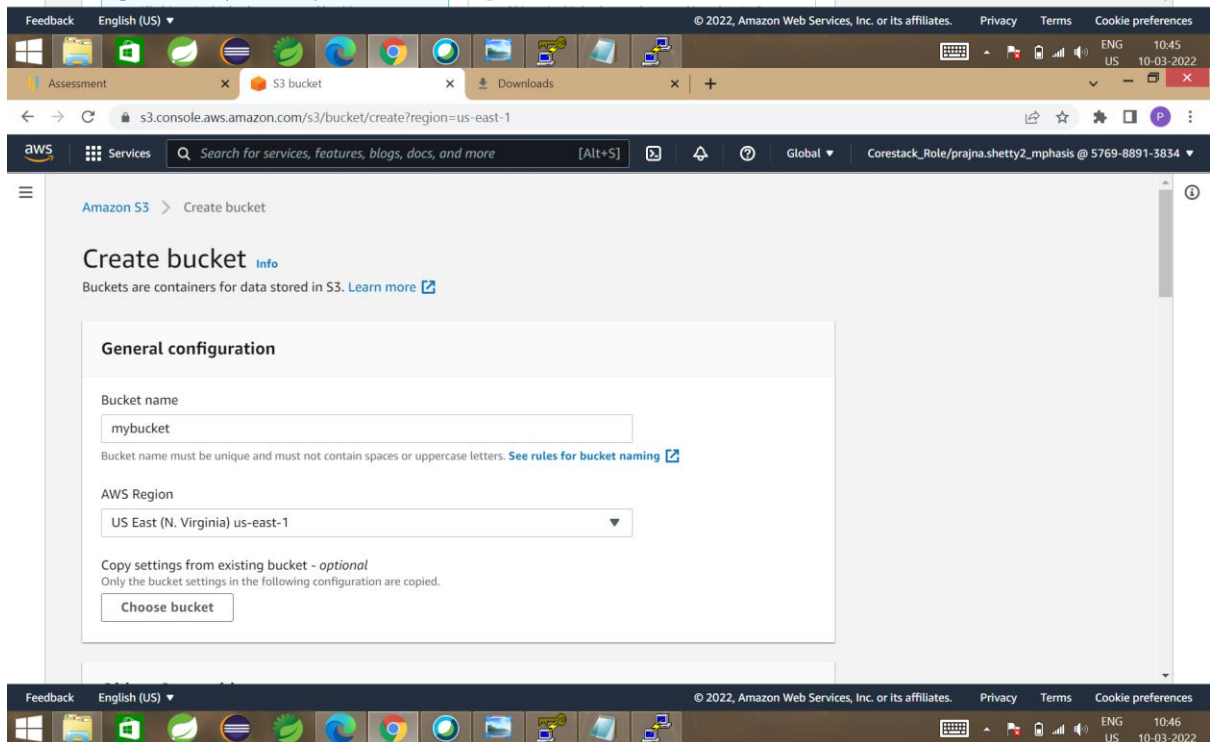 Feedback English (US) ▼ © 2022, Amazon Web Services, Inc. or its affiliates. Privacy Terms Cookie preferences
ENG 10:45
US 10-03-2022
Assessment S3 bucket Downloads
s3.console.aws.amazon.com/s3/bucket/create?region=us-east-1 P
aws Services Search for services, features, blogs, docs, and more [Alt+S] Global ▼ Corestack_Role/prajna.shetty2_mphasis @ 5769-8891-3834 ▼
Amazon S3 > Create bucket
Create bucket Info
Buckets are containers for data stored in S3. Learn more
General configuration
Bucket name
mybucket
Bucket name must be unique and must not contain spaces or uppercase letters. See rules for bucket naming
AWS Region
US East (N. Virginia) us-east-1
Copy settings from existing bucket - optional
Only the bucket settings in the following configuration are copied.
Choose bucket
Feedback English (US) ▼ © 2022, Amazon Web Services, Inc. or its affiliates. Privacy Terms Cookie preferences
ENG 10:46
US 10-03-2022